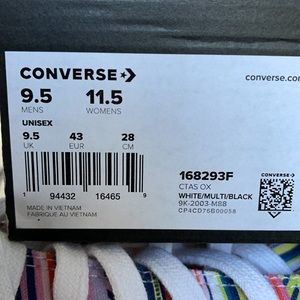 CONVERSE
converse.com
9.5 11.5
MENS WOMENS
UNISEX
9.5 43 28
UK EUR CM
1 94432 16465 9
MADE IN VIETNAM
FABRIQUE AU VIETNAM
168293F
CTAS OX
WHITE/MULTI/BLACK
9K-2003-M88
CP4CD76B00058
CONVERSE